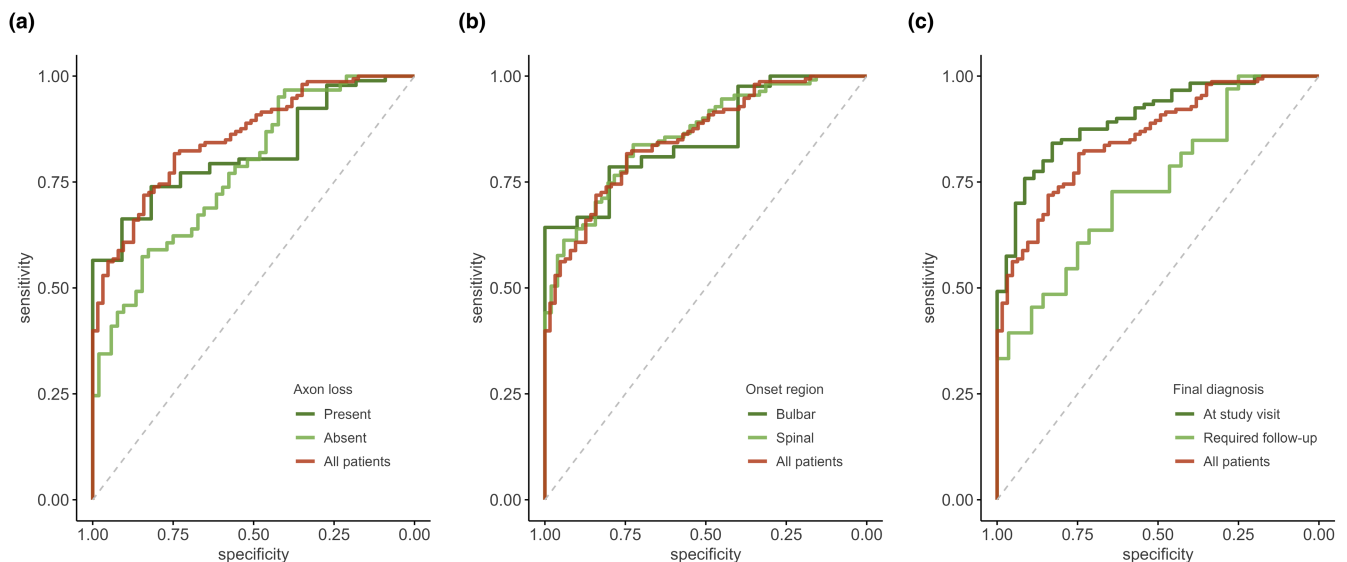 (a)
1.00
0.75
0.50
0.25
0.00
sensitivity
Axon loss
Present
Absent
All patients
1.00 0.75 0.50 0.25 0.00
specificity
(b)
1.00
0.75
0.50
0.25
0.00
sensitivity
Onset region
Bulbar
Spinal
All patients
1.00 0.75 0.50 0.25 0.00
specificity
(c)
1.00
0.75
0.50
0.25
0.00
sensitivity
Final diagnosis
At study visit
Required follow-up
All patients
1.00 0.75 0.50 0.25 0.00
specificity